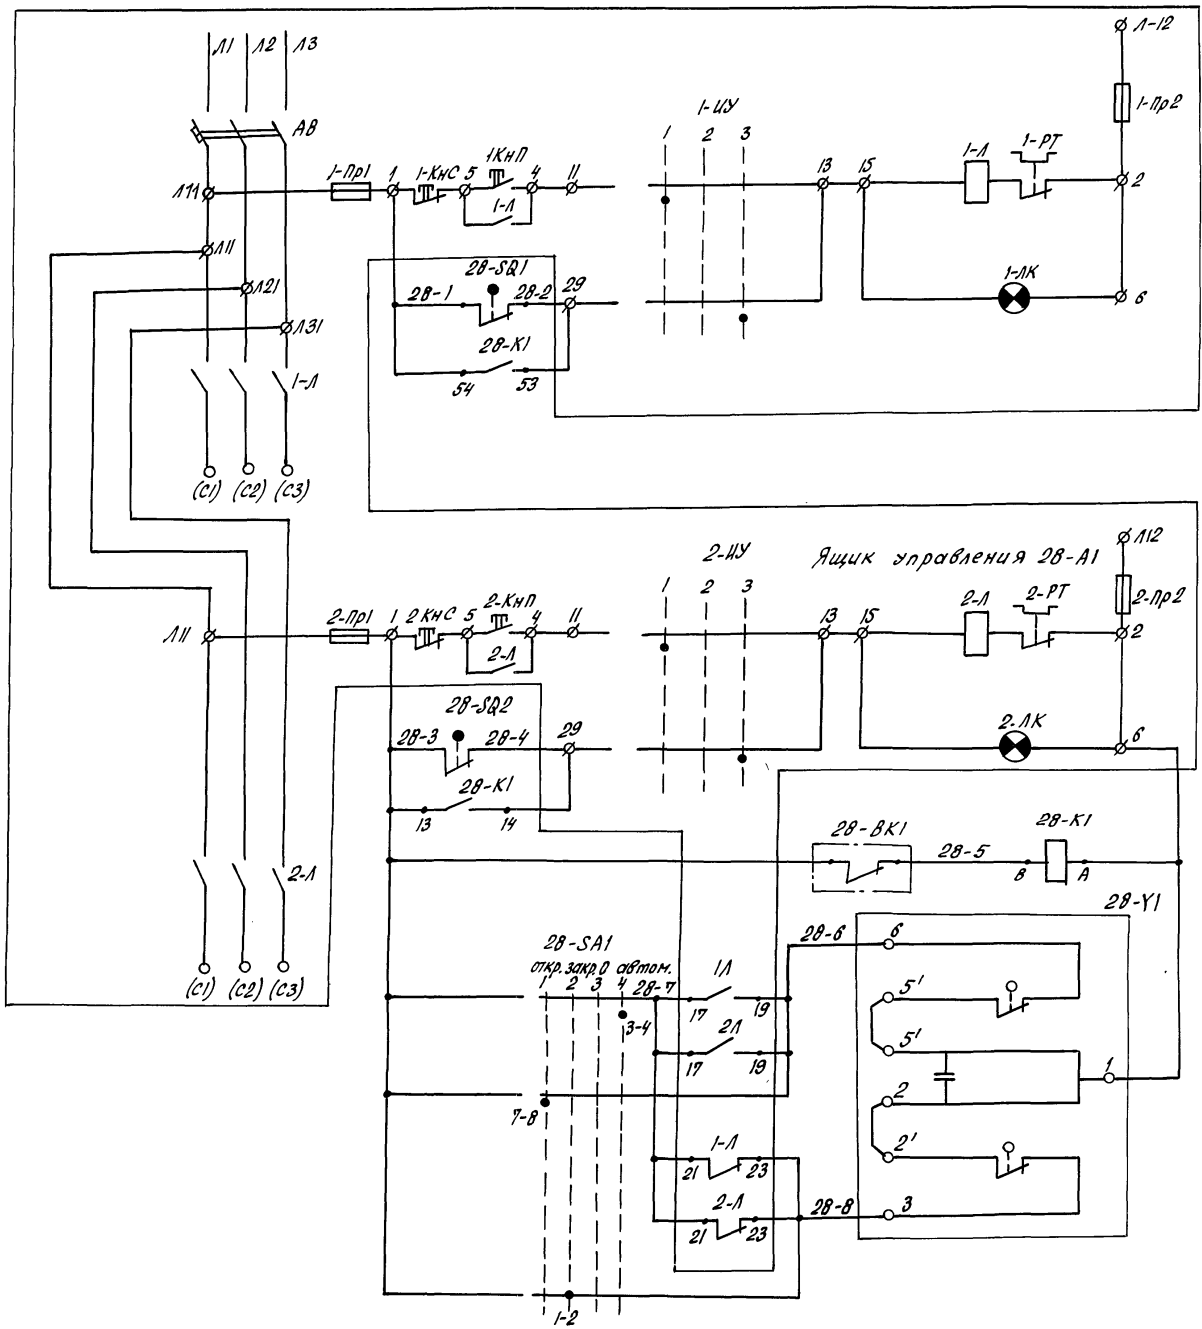 Л1 Л2 Л3
Л-12
1-Пр2
АВ
1-ИУ
1 2 3
Л11 1-Пр1 1 1-КнС 5 1КнП 4 11 13 15 1-Л 1-РТ 2
1-Л
Л11
Л21
Л31
28-SQ1
28-1 28-2 29
1-ЛК 6
28-К1
54 53
1-Л
(С1) (С2) (С3)
2-ИУ
1 2 3
Ящик управления 28-А1
Л12
2-Пр2
Л11 2-Пр1 1 2КнС 5 2-КнП 4 11 13 15 2-Л 2-РТ 2
2-Л
28-SQ2
28-3 28-4 29
2-ЛК 6
28-К1
13 14
28-ВК1 28-5 В 28-К1 А
2-Л
(С1) (С2) (С3)
28-Y1
28-SA1
откр. закр. 0 автом.
1 2 3 4
28-7 17 1Л 19 28-6 6
3-4
5'
17 2Л 19
5'
1
7-8
2
2'
21 1-Л 23
21 2-Л 23 28-8 3
1-2